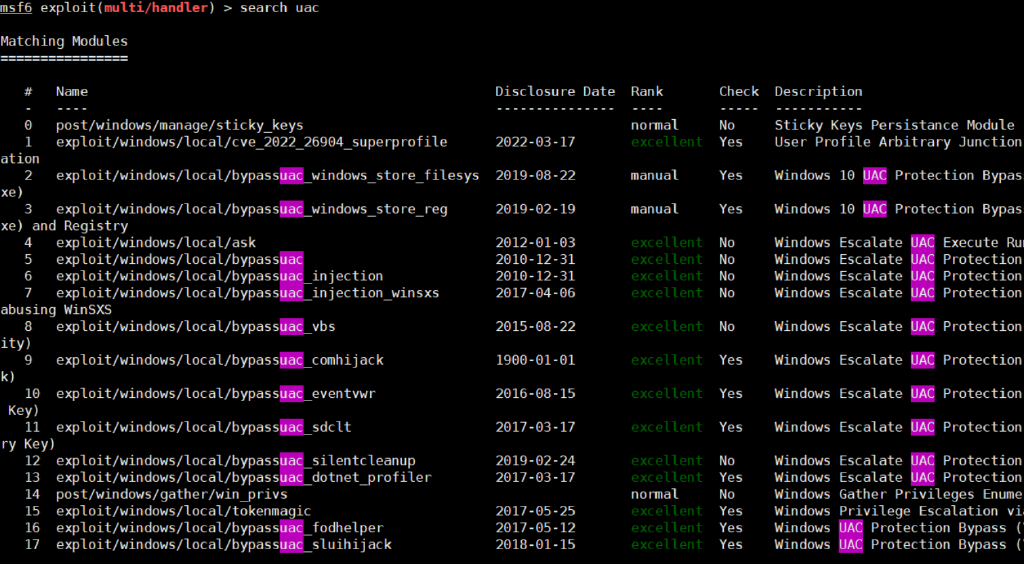 msf6 exploit(multi/handler) > search uac
Matching Modules
================
# Name Disclosure Date Rank Check Description
- ---- --------------- ---- ----- -----------
0 post/windows/manage/sticky_keys normal No Sticky Keys Persistance Module
1 exploit/windows/local/cve_2022_26904_superprofile 2022-03-17 excellent Yes User Profile Arbitrary Junction
ation
2 exploit/windows/local/bypassuac_windows_store_filesys 2019-08-22 manual Yes Windows 10 UAC Protection Bypas
xe)
3 exploit/windows/local/bypassuac_windows_store_reg 2019-02-19 manual Yes Windows 10 UAC Protection Bypas
xe) and Registry
4 exploit/windows/local/ask 2012-01-03 excellent No Windows Escalate UAC Execute Run
5 exploit/windows/local/bypassuac 2010-12-31 excellent No Windows Escalate UAC Protection
6 exploit/windows/local/bypassuac_injection 2010-12-31 excellent No Windows Escalate UAC Protection
7 exploit/windows/local/bypassuac_injection_winsxs 2017-04-06 excellent No Windows Escalate UAC Protection
abusing WinSXS
8 exploit/windows/local/bypassuac_vbs 2015-08-22 excellent No Windows Escalate UAC Protection
ity)
9 exploit/windows/local/bypassuac_comhijack 1900-01-01 excellent Yes Windows Escalate UAC Protection
k)
10 exploit/windows/local/bypassuac_eventvwr 2016-08-15 excellent Yes Windows Escalate UAC Protection
Key)
11 exploit/windows/local/bypassuac_sdclt 2017-03-17 excellent Yes Windows Escalate UAC Protection
ry Key)
12 exploit/windows/local/bypassuac_silentcleanup 2019-02-24 excellent No Windows Escalate UAC Protection
13 exploit/windows/local/bypassuac_dotnet_profiler 2017-03-17 excellent Yes Windows Escalate UAC Protection
14 post/windows/gather/win_privs normal No Windows Gather Privileges Enume
15 exploit/windows/local/tokenmagic 2017-05-25 excellent Yes Windows Privilege Escalation via
16 exploit/windows/local/bypassuac_fodhelper 2017-05-12 excellent Yes Windows UAC Protection Bypass (
17 exploit/windows/local/bypassuac_sluihijack 2018-01-15 excellent Yes Windows UAC Protection Bypass (